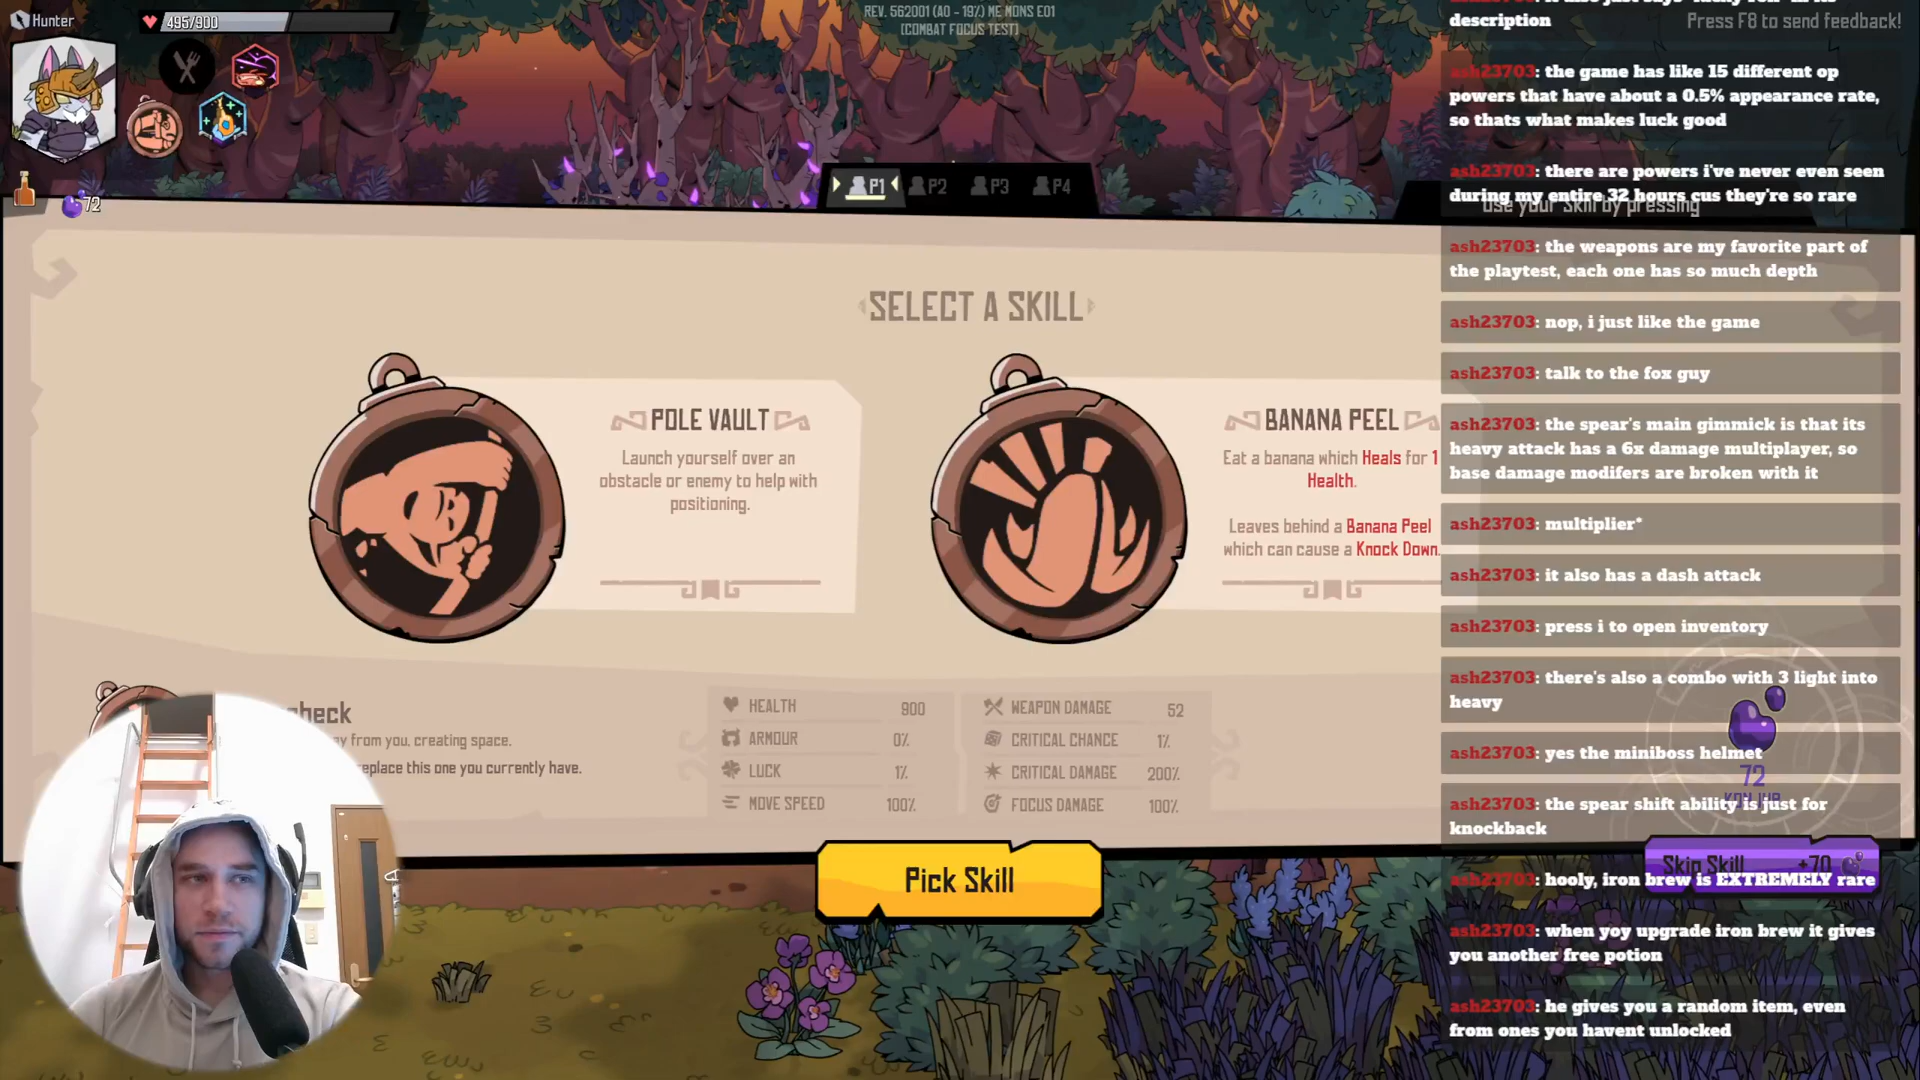 Hunter
495/900
REV. 562001 (A0 - 19%) ME MONS E01
[COMBAT FOCUS TEST]
description
Press F8 to send feedback!
ash23703: the game has like 15 different op
powers that have about a 0.5% appearance rate,
so thats what makes luck good
ash23703: there are powers i've never even seen
during my entire 32 hours cus they're so rare
use your Skill by pressing
P1
P2
P3
P4
72
ash23703: the weapons are my favorite part of
the playtest, each one has so much depth
SELECT A SKILL
ash23703: nop, i just like the game
ash23703: talk to the fox guy
POLE VAULT
Launch yourself over an
obstacle or enemy to help with
positioning.
BANANA PEEL
Eat a banana which Heals for 1
Health.
Leaves behind a Banana Peel
which can cause a Knock Down.
ash23703: the spear's main gimmick is that its
heavy attack has a 6x damage multiplayer, so
base damage modifers are broken with it
ash23703: multiplier*
ash23703: it also has a dash attack
ash23703: press i to open inventory
ash23703: there's also a combo with 3 light into
heavy
from you, creating space.
replace this one you currently have.
HEALTH 900
ARMOUR 0%
LUCK 1%
MOVE SPEED 100%
WEAPON DAMAGE 52
CRITICAL CHANCE 1%
CRITICAL DAMAGE 200%
FOCUS DAMAGE 100%
ash23703: yes the miniboss helmet
72
ash23703: the spear shift ability is just for
knockback
Pick Skill
Skip Skill +70
ash23703: hooly, iron brew is EXTREMELY rare
ash23703: when yoy upgrade iron brew it gives
you another free potion
ash23703: he gives you a random item, even
from ones you havent unlocked